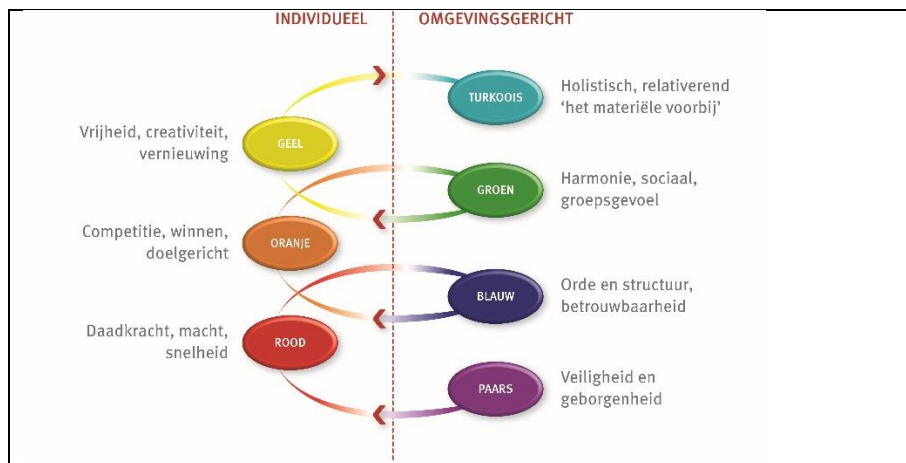 INDIVIDUEEL
OMGEVINGSGERICHT
TURKOOIS
Holistisch, relativerend
‘het materiële voorbij’
Vrijheid, creativiteit,
vernieuwing
GEEL
GROEN
Harmonie, sociaal,
groepsgevoel
Competitie, winnen,
doelgericht
ORANJE
BLAUW
Orde en structuur,
betrouwbaarheid
Daadkracht, macht,
snelheid
ROOD
PAARS
Veiligheid en
geborgenheid